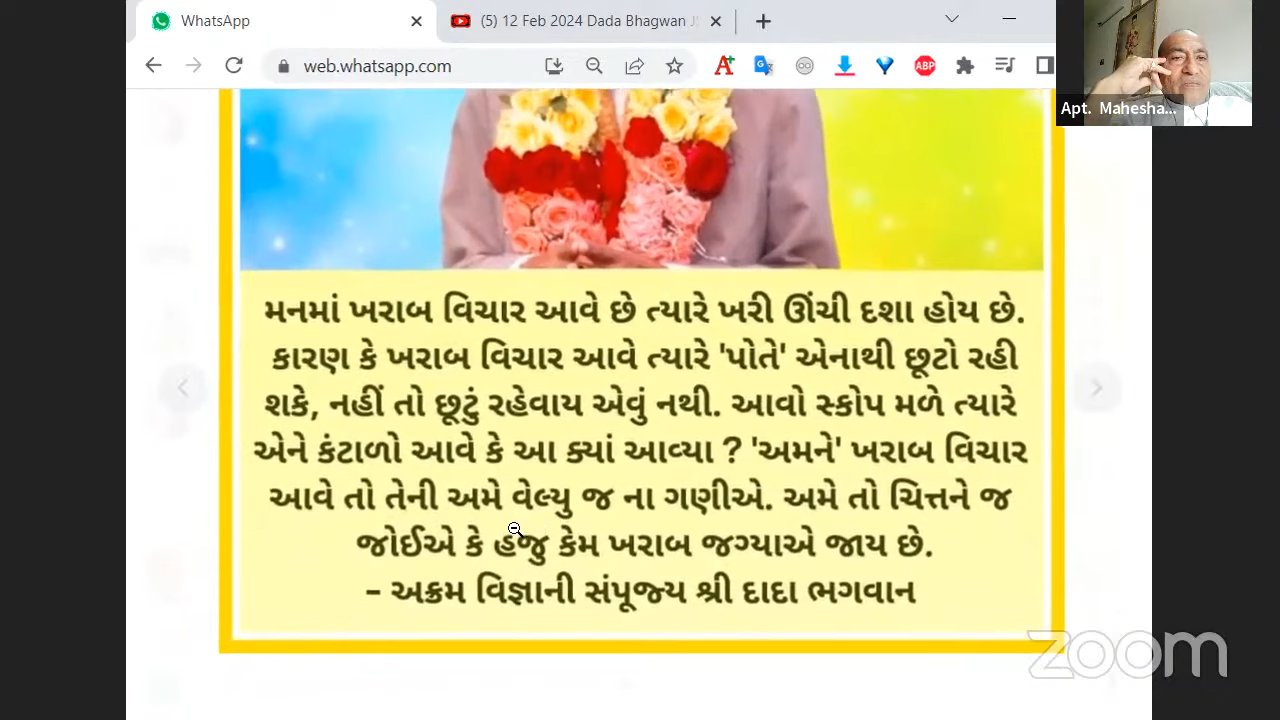 WhatsApp
(5) 12 Feb 2024 Dada Bhagwan J
web.whatsapp.com
ABP
Apt. Mahesha...
મનમાં ખરાબ વિચાર આવે છે ત્યારે ખરી ઊંચી દશા હોય છે.
કારણ કે ખરાબ વિચાર આવે ત્યારે 'પોતે' એનાથી છૂટો રહી
શકે, નહીં તો છૂટું રહેવાય એવું નથી. આવો સ્કોપ મળે ત્યારે
એને કંટાળો આવે કે આ ક્યાં આવ્યા ? 'અમને' ખરાબ વિચાર
આવે તો તેની અમે વેલ્યુ જ ના ગણીએ. અમે તો ચિત્તને જ
જોઈએ કે હજુ કેમ ખરાબ જગ્યાએ જાય છે.
- અક્રમ વિજ્ઞાની સંપૂજ્ય શ્રી દાદા ભગવાન
zoom